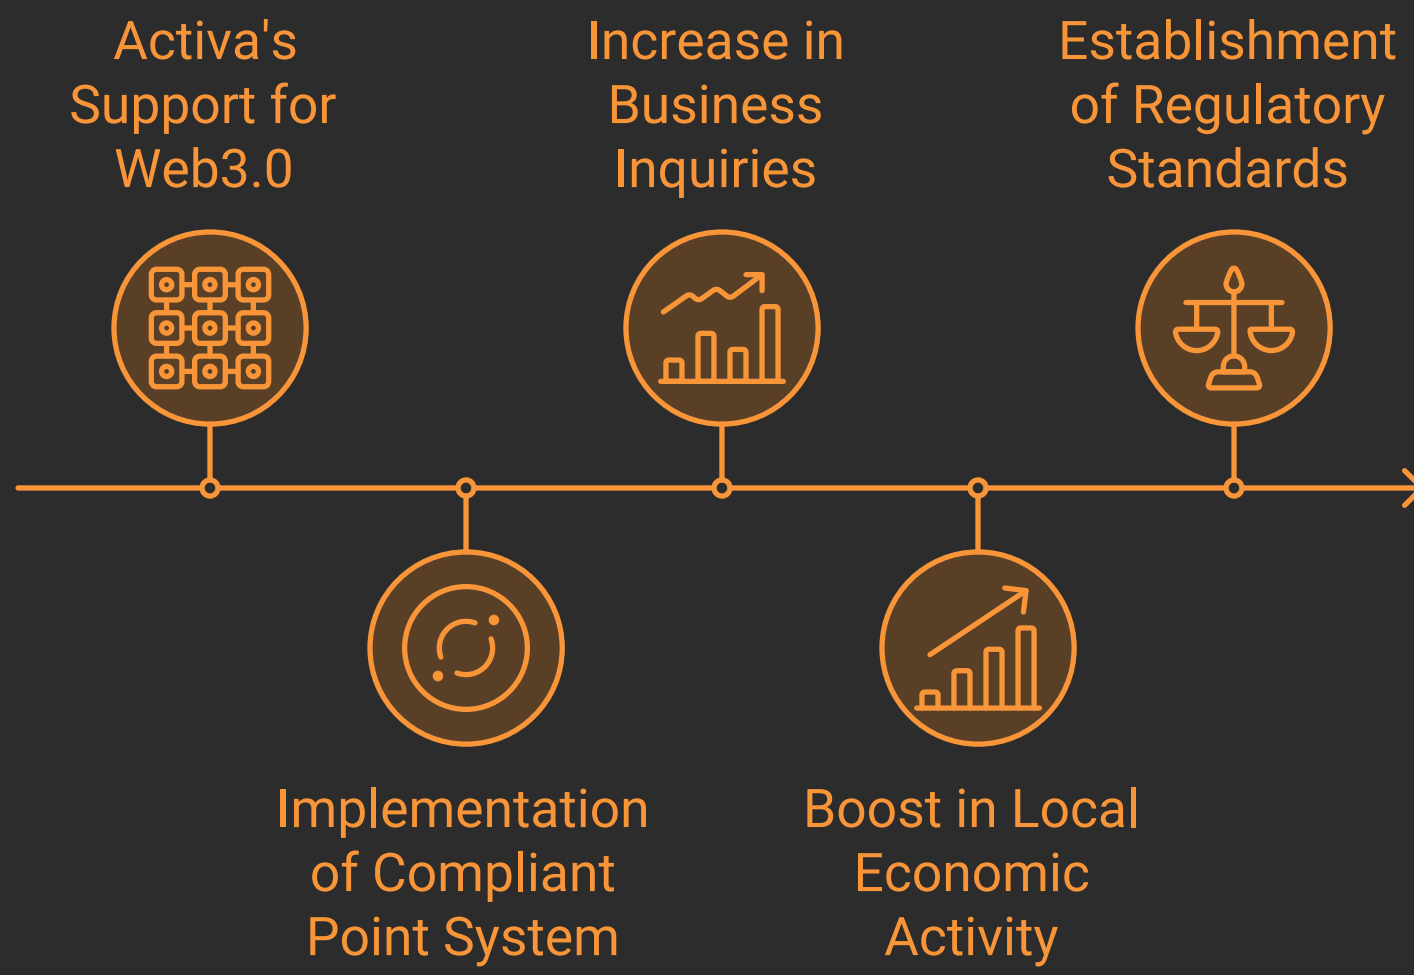 Activa's
Support for
Web3.0
Increase in
Business
Inquiries
Establishment
of Regulatory
Standards
Implementation
of Compliant
Point System
Boost in Local
Economic
Activity